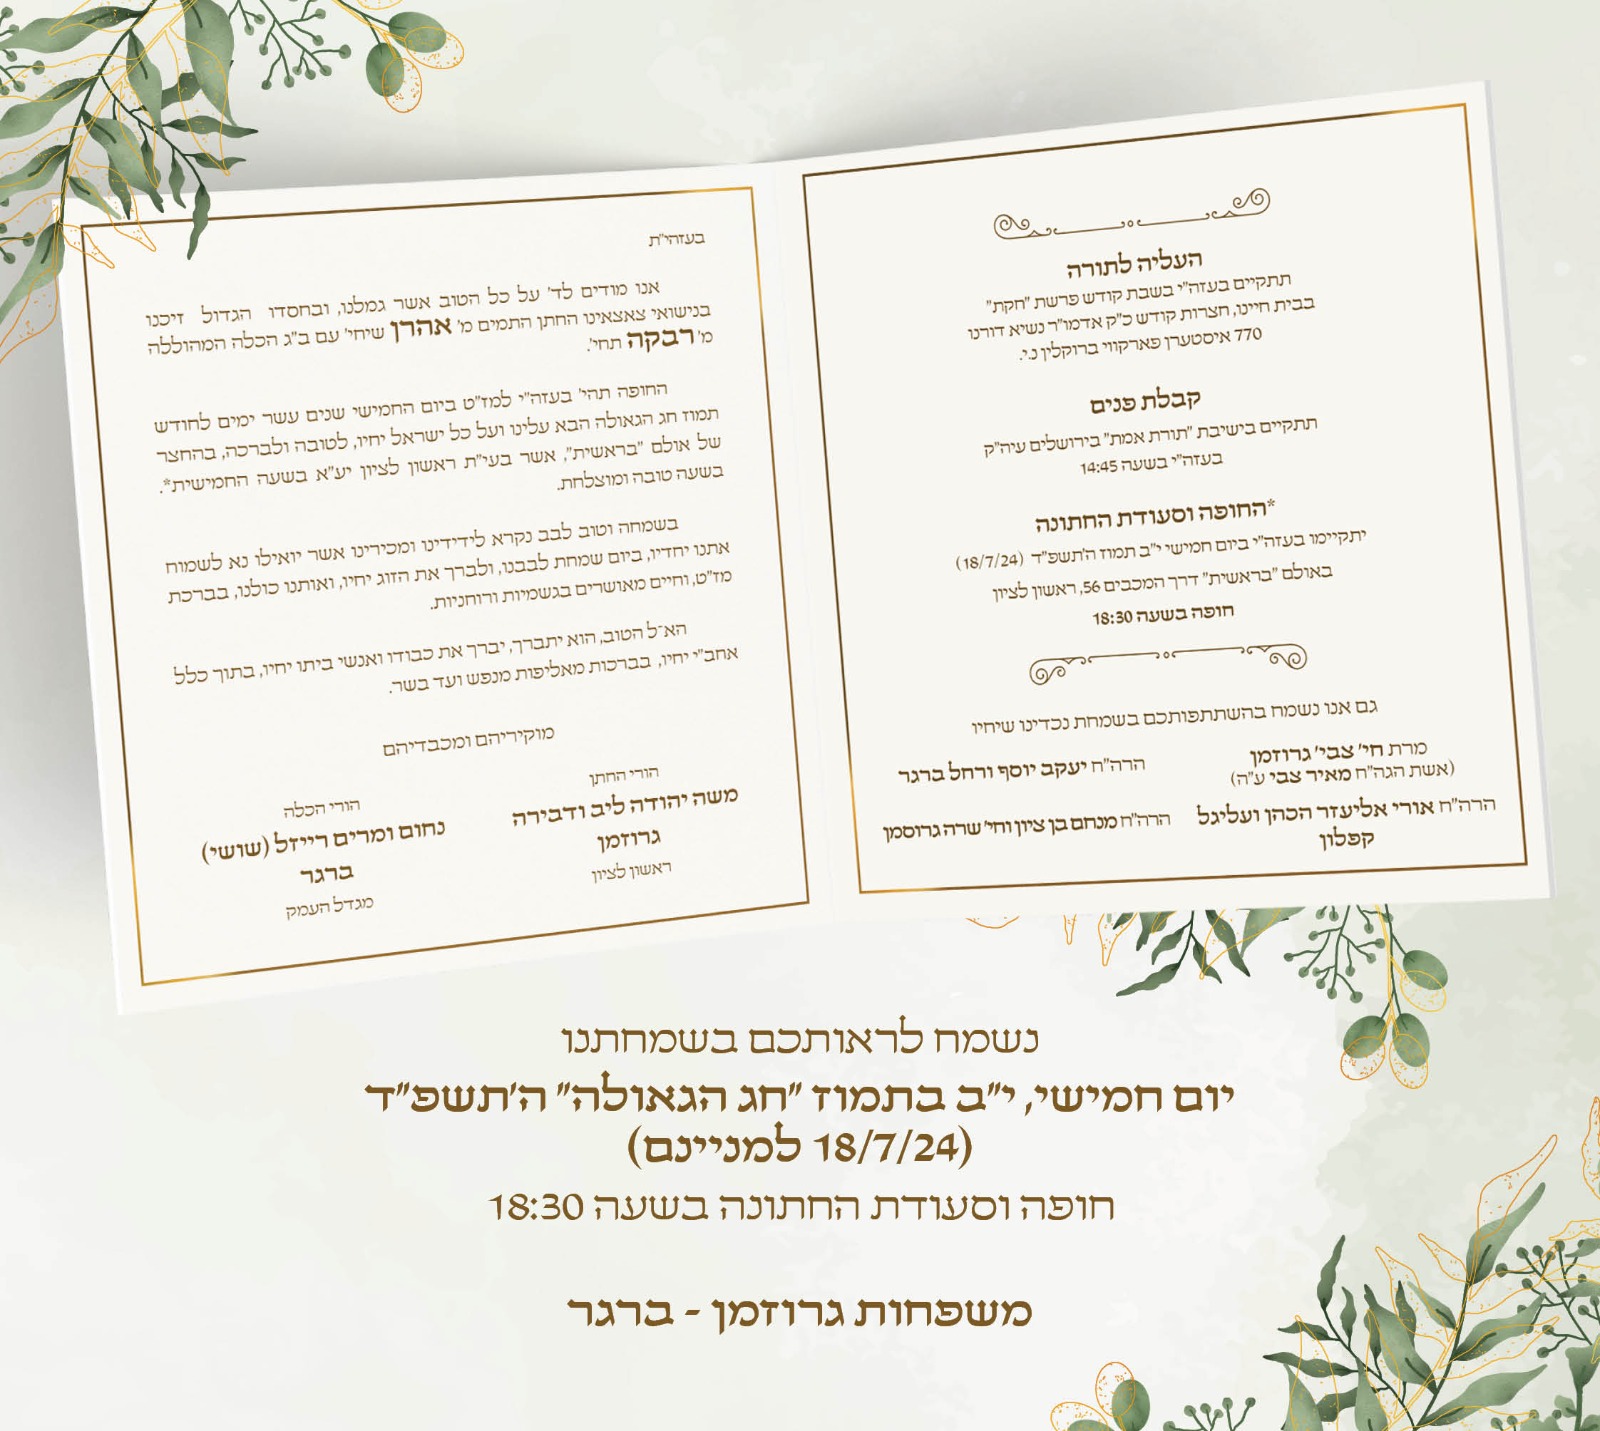 העליה לתורה
תתקיים בעזה"י בשבת קודש פרשת "חקת"
בבית חיינו, חצרות קודש כ"ק אדמו"ר נשיא דורנו
770 איסטערן פארקווי ברוקלין נ.י.
קבלת פנים
תתקיים בישיבת "תורת אמת" בירושלים עיה"ק
בעזה"י בשעה 14:45
*החופה וסעודת החתונה
יתקיימו בעזה"י ביום חמישי י"ב תמוז ה'תשפ"ד (18/7/24)
באולם "בראשית" דרך המכבים 56, ראשון לציון
חופה בשעה 18:30
גם אנו נשמח בהשתתפותכם בשמחת נכדינו שיחיו
מרת חי' צבי' גרוזמן
(אשת הגה"ח מאיר צבי ע"ה)
הרה"ח יעקב יוסף ורחל ברגר
הרה"ח אורי אליעזר הכהן ועליגל
קפלון
הרה"ח מנחם בן ציון וחי' שרה גרוסמן
בעזהי"ת
אנו מודים לד' על כל הטוב אשר גמלנו, ובחסדו הגדול זיכנו
בנישואי צאצאינו החתן התמים מ' אהרן שיחי' עם ב"ג הכלה המהוללה
מ' רבקה תחי'.
החופה תהי' בעזה"י למז"ט ביום החמישי שנים עשר ימים לחודש
תמוז חג הגאולה הבא עלינו ועל כל ישראל יחיו, לטובה ולברכה, בהחצר
של אולם "בראשית", אשר בעי"ת ראשון לציון יע"א בשעה החמישית*.
בשעה טובה ומוצלחת.
בשמחה וטוב לבב נקרא לידידינו ומכירינו אשר יואילו נא לשמוח
אתנו יחדיו, ביום שמחת לבבנו, ולברך את הזוג יחיו, ואותנו כולנו, בברכת
מז"ט, וחיים מאושרים בגשמיות ורוחניות.
הא־ל הטוב, הוא יתברך, יברך את כבודו ואנשי ביתו יחיו, בתוך כלל
אחב"י יחיו, בברכות מאליפות מנפש ועד בשר.
מוקיריהם ומכבדיהם
הורי החתן
משה יהודה ליב ודבירה
גרוזמן
ראשון לציון
הורי הכלה
נחום ומרים רייזל (שושי)
ברגר
מגדל העמק
נשמח לראותכם בשמחתנו
יום חמישי, י"ב בתמוז "חג הגאולה" ה'תשפ"ד
(18/7/24 למניינם)
חופה וסעודת החתונה בשעה 18:30
משפחות גרוזמן - ברגר